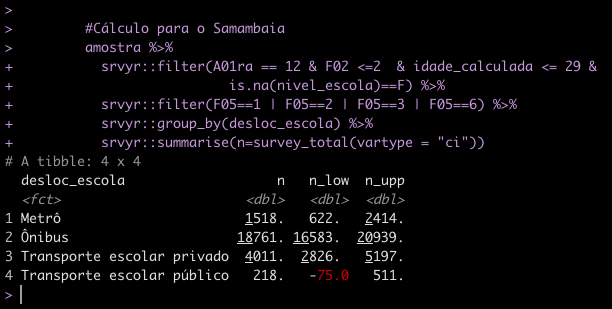 >
>         #Cálculo para o Samambaia
>         amostra %>%
+           srvyr::filter(A01ra == 12 & F02 <=2  & idade_calculada <= 29 &
+                           is.na(nivel_escola)==F) %>%
+           srvyr::filter(F05==1 | F05==2 | F05==3 | F05==6) %>%
+           srvyr::group_by(desloc_escola) %>%
+           srvyr::summarise(n=survey_total(vartype = "ci"))
# A tibble: 4 x 4
  desloc_escola                  n  n_low  n_upp
  <fct>                      <dbl>  <dbl>  <dbl>
1 Metrô                      1518.  622.   2414.
2 Ônibus                    18761. 16583. 20939.
3 Transporte escolar privado 4011.  2826.  5197.
4 Transporte escolar público  218.  -75.0   511.
>